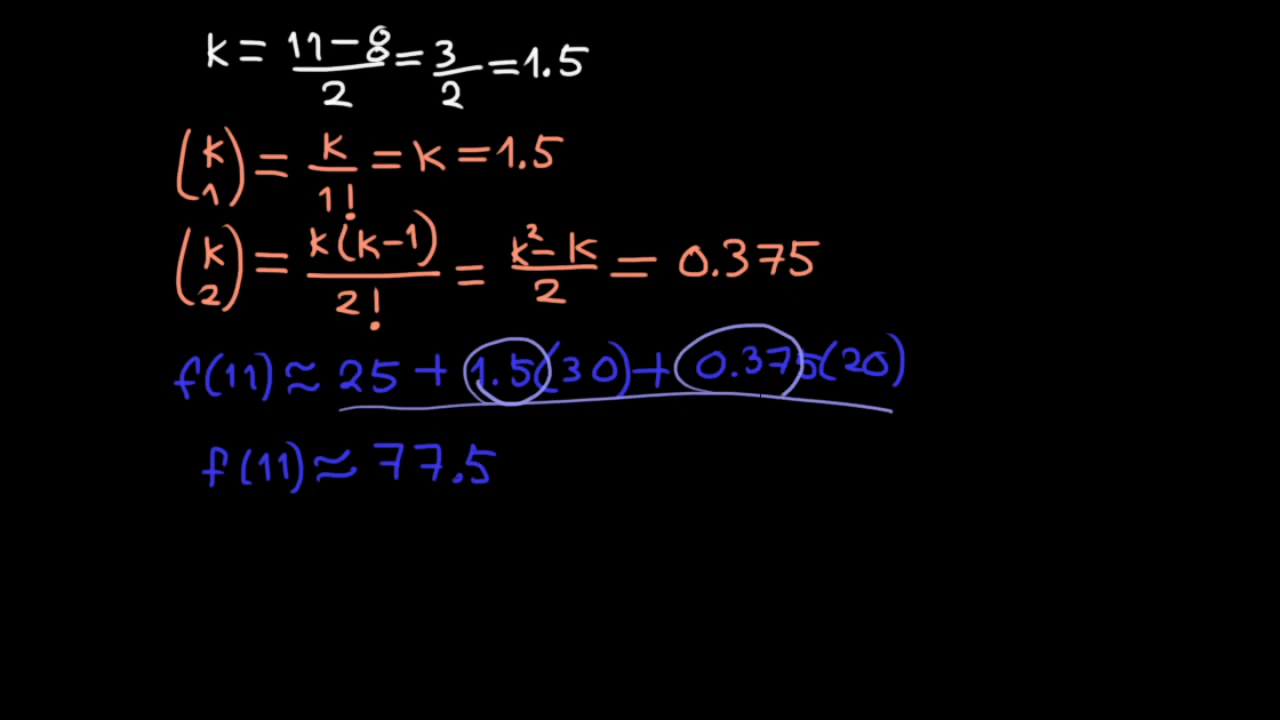 k = (11 - 8)/2 = 3/2 = 1.5
(k 1) = k/1! = k = 1.5
(k 2) = k(k-1)/2! = (k² - k)/2 = 0.375
f(11) ≈ 25 + 1.5(30) + 0.375(20)
f(11) ≈ 77.5